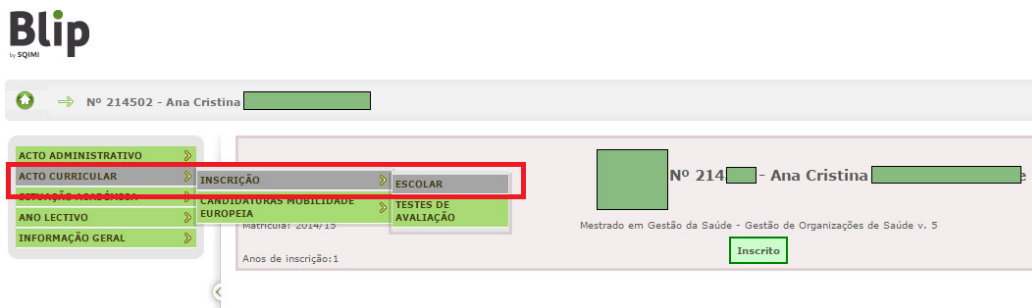 Blip
by SQIMI
Nº 214502 - Ana Cristina
ACTO ADMINISTRATIVO
ACTO CURRICULAR
INSCRIÇÃO
ESCOLAR
SITUAÇÃO ACADÉMICA
CANDIDATURAS MOBILIDADE
EUROPEIA
TESTES DE
AVALIAÇÃO
ANO LECTIVO
INFORMAÇÃO GERAL
Nº 214 - Ana Cristina
Matrícula: 2014/15
Mestrado em Gestão da Saúde - Gestão de Organizações de Saúde v. 5
Inscrito
Anos de inscrição:1